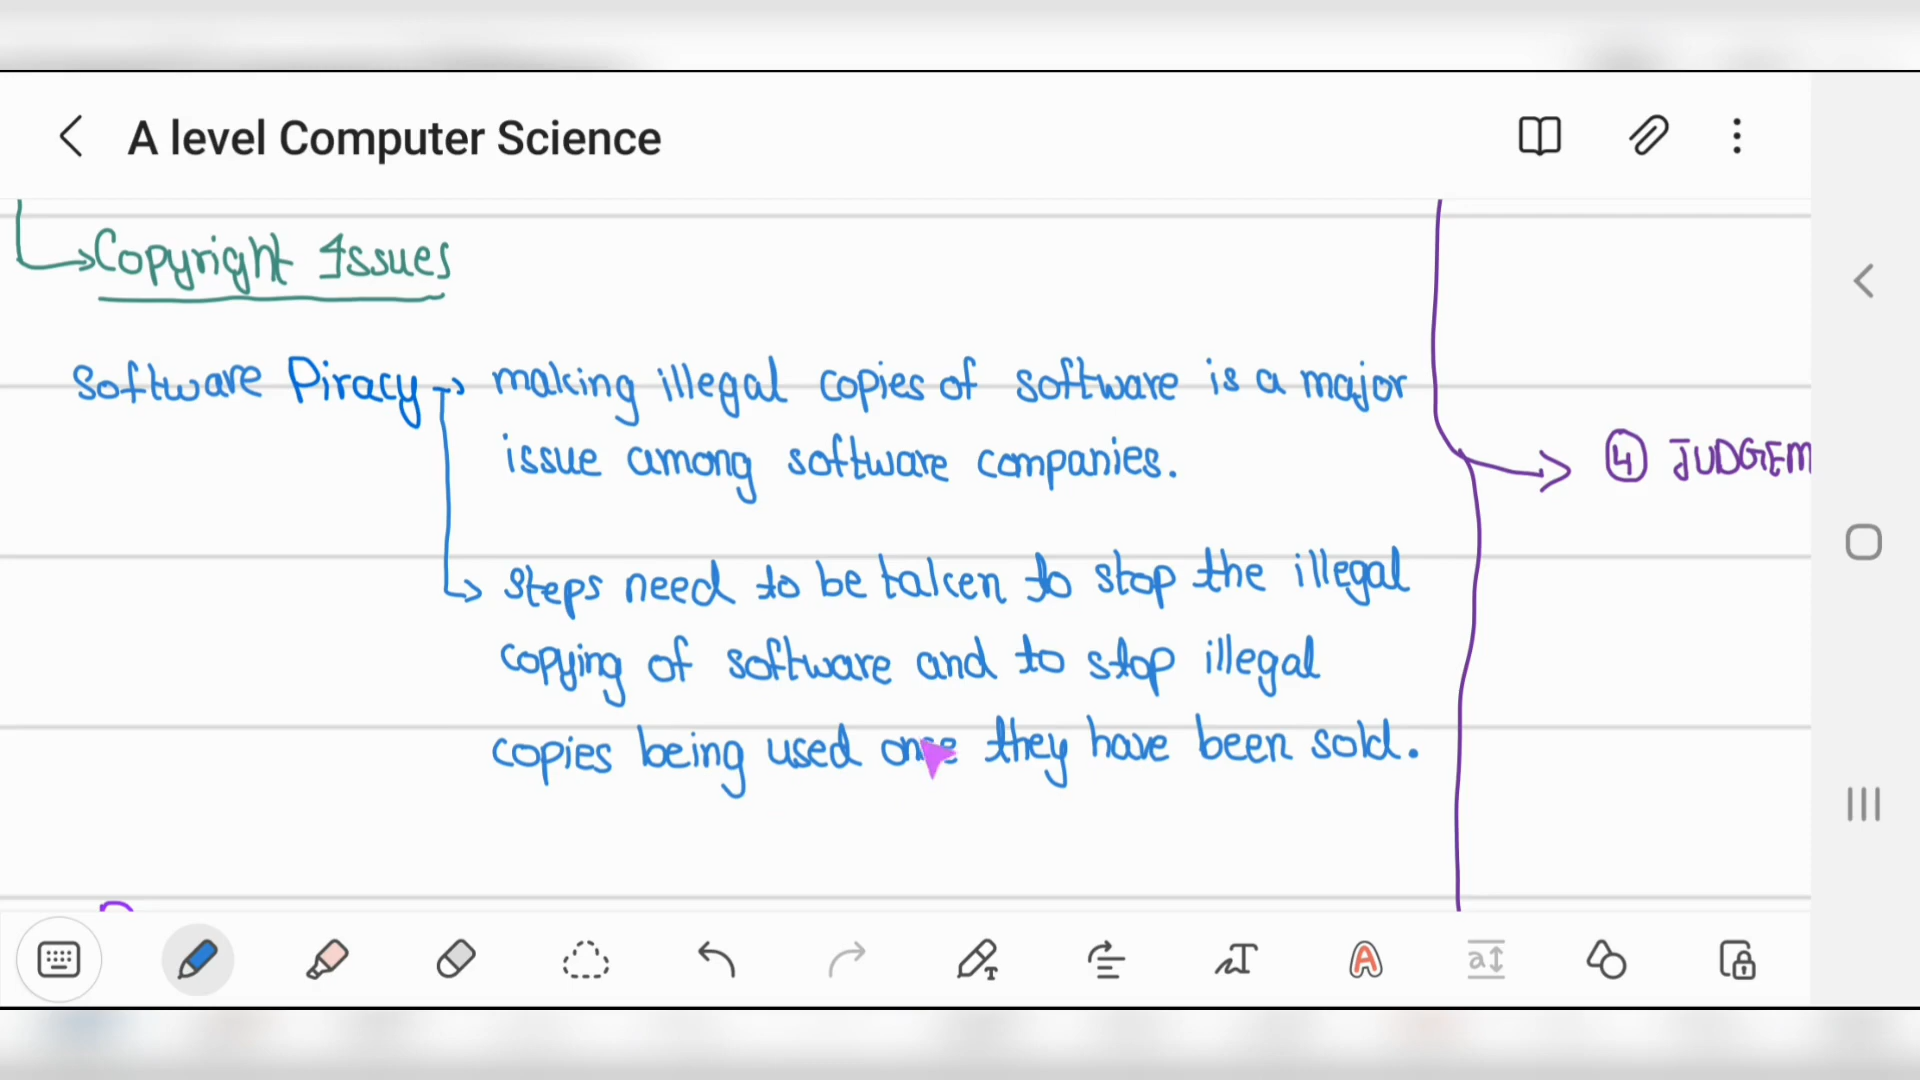 A level Computer Science
Copyright Issues
Software Piracy → making illegal copies of software is a major
issue among software companies.
④ JUDGEM
→ Steps need to be taken to stop the illegal
copying of software and to stop illegal
copies being used once they have been sold.